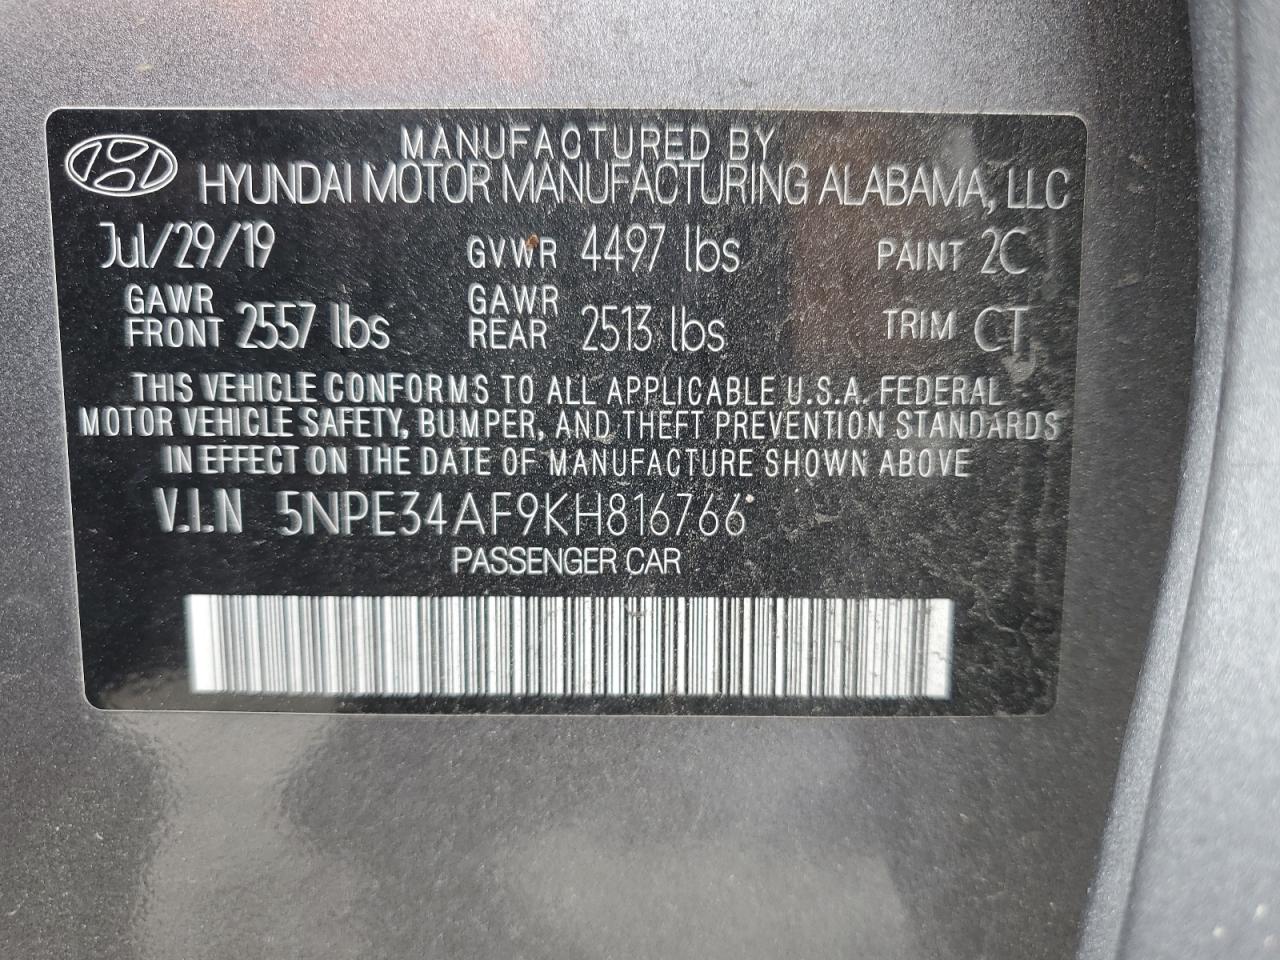 MANUFACTURED BY
HYUNDAI MOTOR MANUFACTURING ALABAMA, LLC
Jul/29/19 GVWR 4497 lbs PAINT 2C
GAWR FRONT 2557 lbs GAWR REAR 2513 lbs TRIM CT
THIS VEHICLE CONFORMS TO ALL APPLICABLE U.S.A. FEDERAL
MOTOR VEHICLE SAFETY, BUMPER, AND THEFT PREVENTION STANDARDS
IN EFFECT ON THE DATE OF MANUFACTURE SHOWN ABOVE
V.I.N 5NPE34AF9KH816766
PASSENGER CAR